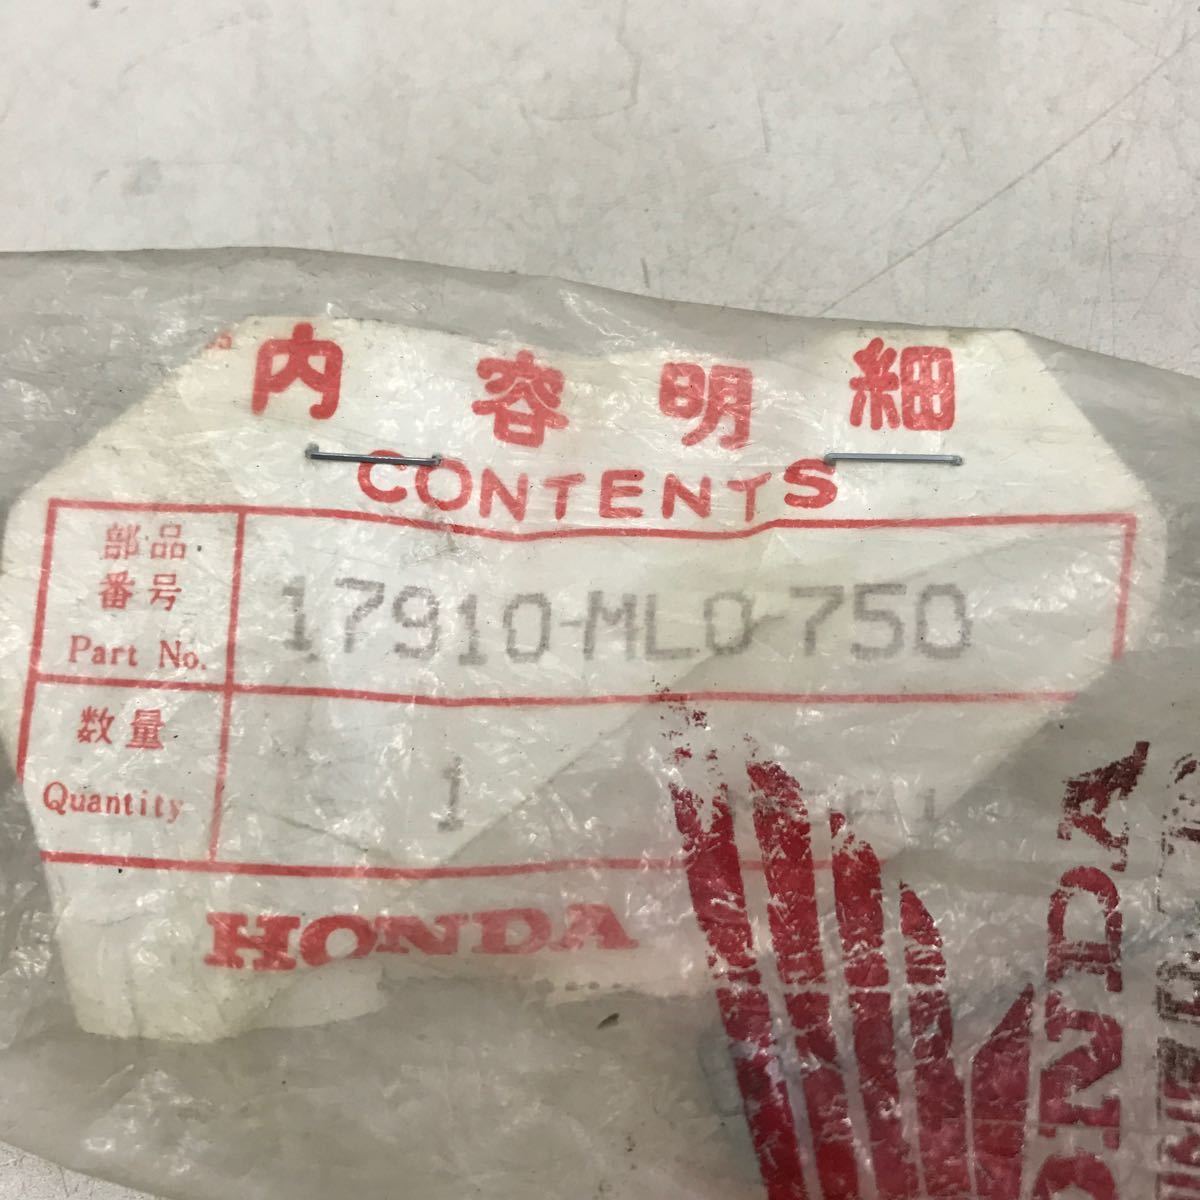 内容明細
CONTENTS
部品
番号
Part No.
17910-ML0-750
数量
Quantity
1
HONDA
HONDA